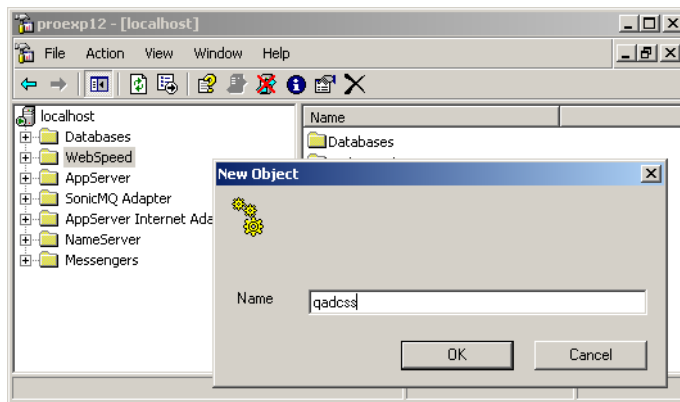 proexp12 - [localhost]
File Action View Window Help
localhost
Databases
WebSpeed
AppServer
SonicMQ Adapter
AppServer Internet Ada
NameServer
Messengers
Name
Databases
New Object
Name
qadcss
OK Cancel